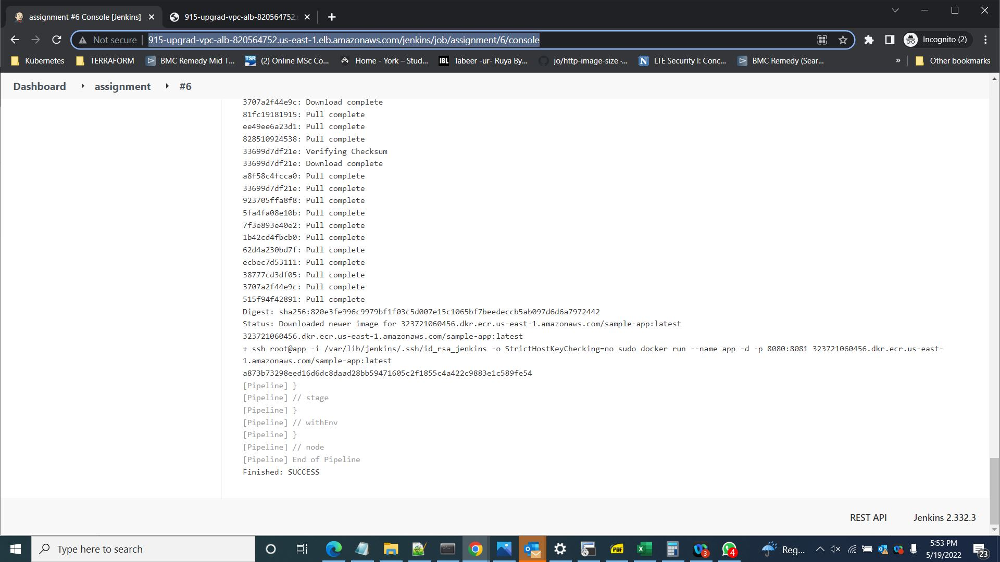 assignment #6 Console [Jenkins]
915-upgrad-vpc-alb-820564752.
Not secure
915-upgrad-vpc-alb-820564752.us-east-1.elb.amazonaws.com/jenkins/job/assignment/6/console
Incognito (2)
Kubernetes
TERRAFORM
BMC Remedy Mid T...
TSR
(2) Online MSc Co...
Home - York – Stud...
IBL
Tabeer -ur- Ruya By...
jo/http-image-size ·...
N
LTE Security I: Conc...
BMC Remedy (Sear...
»
Other bookmarks
Dashboard
assignment
#6
3707a2f44e9c: Download complete
81fc19181915: Pull complete
ee49ee6a23d1: Pull complete
828510924538: Pull complete
33699d7df21e: Verifying Checksum
33699d7df21e: Download complete
a8f58c4fcca0: Pull complete
33699d7df21e: Pull complete
923705ffa8f8: Pull complete
5fa4fa08e10b: Pull complete
7f3e893e40e2: Pull complete
1b42cd4fbcb0: Pull complete
62d4a230bd7f: Pull complete
ecbec7d53111: Pull complete
38777cd3df05: Pull complete
3707a2f44e9c: Pull complete
515f94f42891: Pull complete
Digest: sha256:820e3fe996c9979bf1f03c5d007e15c1065bf7beedeccb5ab097d6d6a7972442
Status: Downloaded newer image for 323721060456.dkr.ecr.us-east-1.amazonaws.com/sample-app:latest
323721060456.dkr.ecr.us-east-1.amazonaws.com/sample-app:latest
+ ssh root@app -i /var/lib/jenkins/.ssh/id_rsa_jenkins -o StrictHostKeyChecking=no sudo docker run --name app -d -p 8080:8081 323721060456.dkr.ecr.us-east-
1.amazonaws.com/sample-app:latest
a873b73298eed16d6dc8daad28bb59471605c2f1855c4a422c9883e1c589fe54
[Pipeline] }
[Pipeline] // stage
[Pipeline] }
[Pipeline] // withEnv
[Pipeline] }
[Pipeline] // node
[Pipeline] End of Pipeline
Finished: SUCCESS
REST API
Jenkins 2.332.3
Type here to search
PDF
3
4
Reg...
5:53 PM
5/19/2022
23